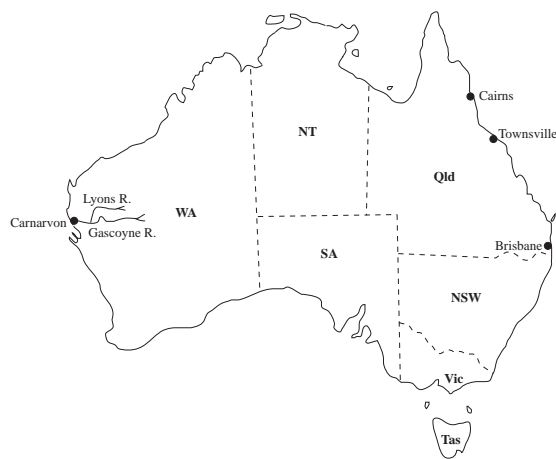 Cairns
Townsville
NT
Qld
Lyons R.
WA
Carnarvon
Gascoyne R.
Brisbane
SA
NSW
Vic
Tas